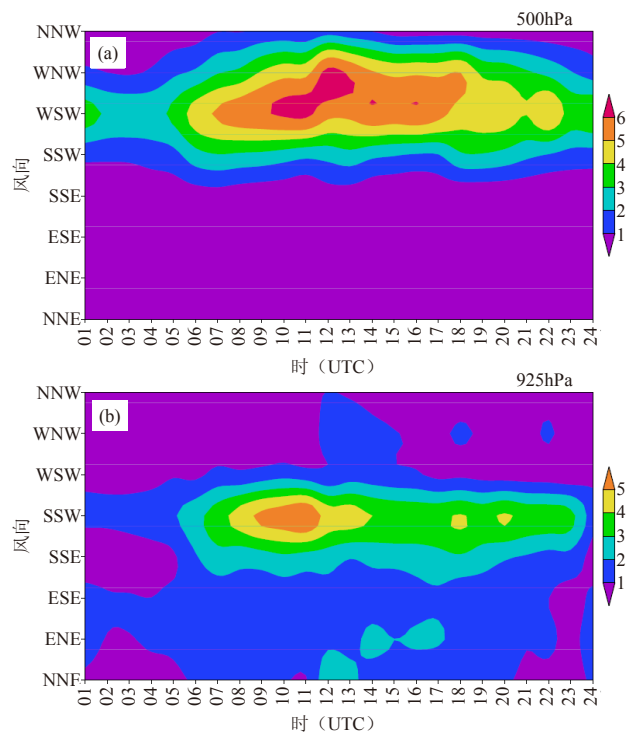 500hPa
(a)
NNW
WNW
WSW
SSW
SSE
ESE
ENE
NNE
风向
6
5
4
3
2
1
01 02 03 04 05 06 07 08 09 10 11 12 13 14 15 16 17 18 19 20 21 22 23 24
时（UTC）
925hPa
(b)
NNW
WNW
WSW
SSW
SSE
ESE
ENE
NNF
风向
5
4
3
2
1
01 02 03 04 05 06 07 08 09 10 11 12 13 14 15 16 17 18 19 20 21 22 23 24
时（UTC）